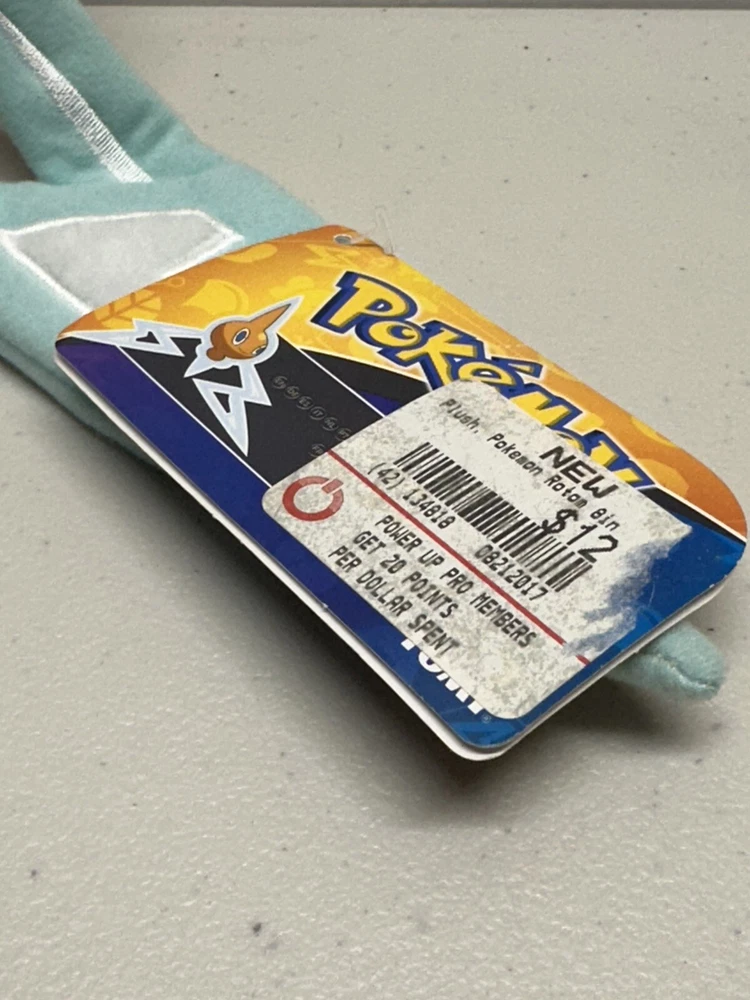 POKéMON
Plush, Pokemon Rotom 8in
NEW
$12
(42) 134818 08212017
POWER UP PRO MEMBERS
GET 20 POINTS
PER DOLLAR SPENT
TOMY®